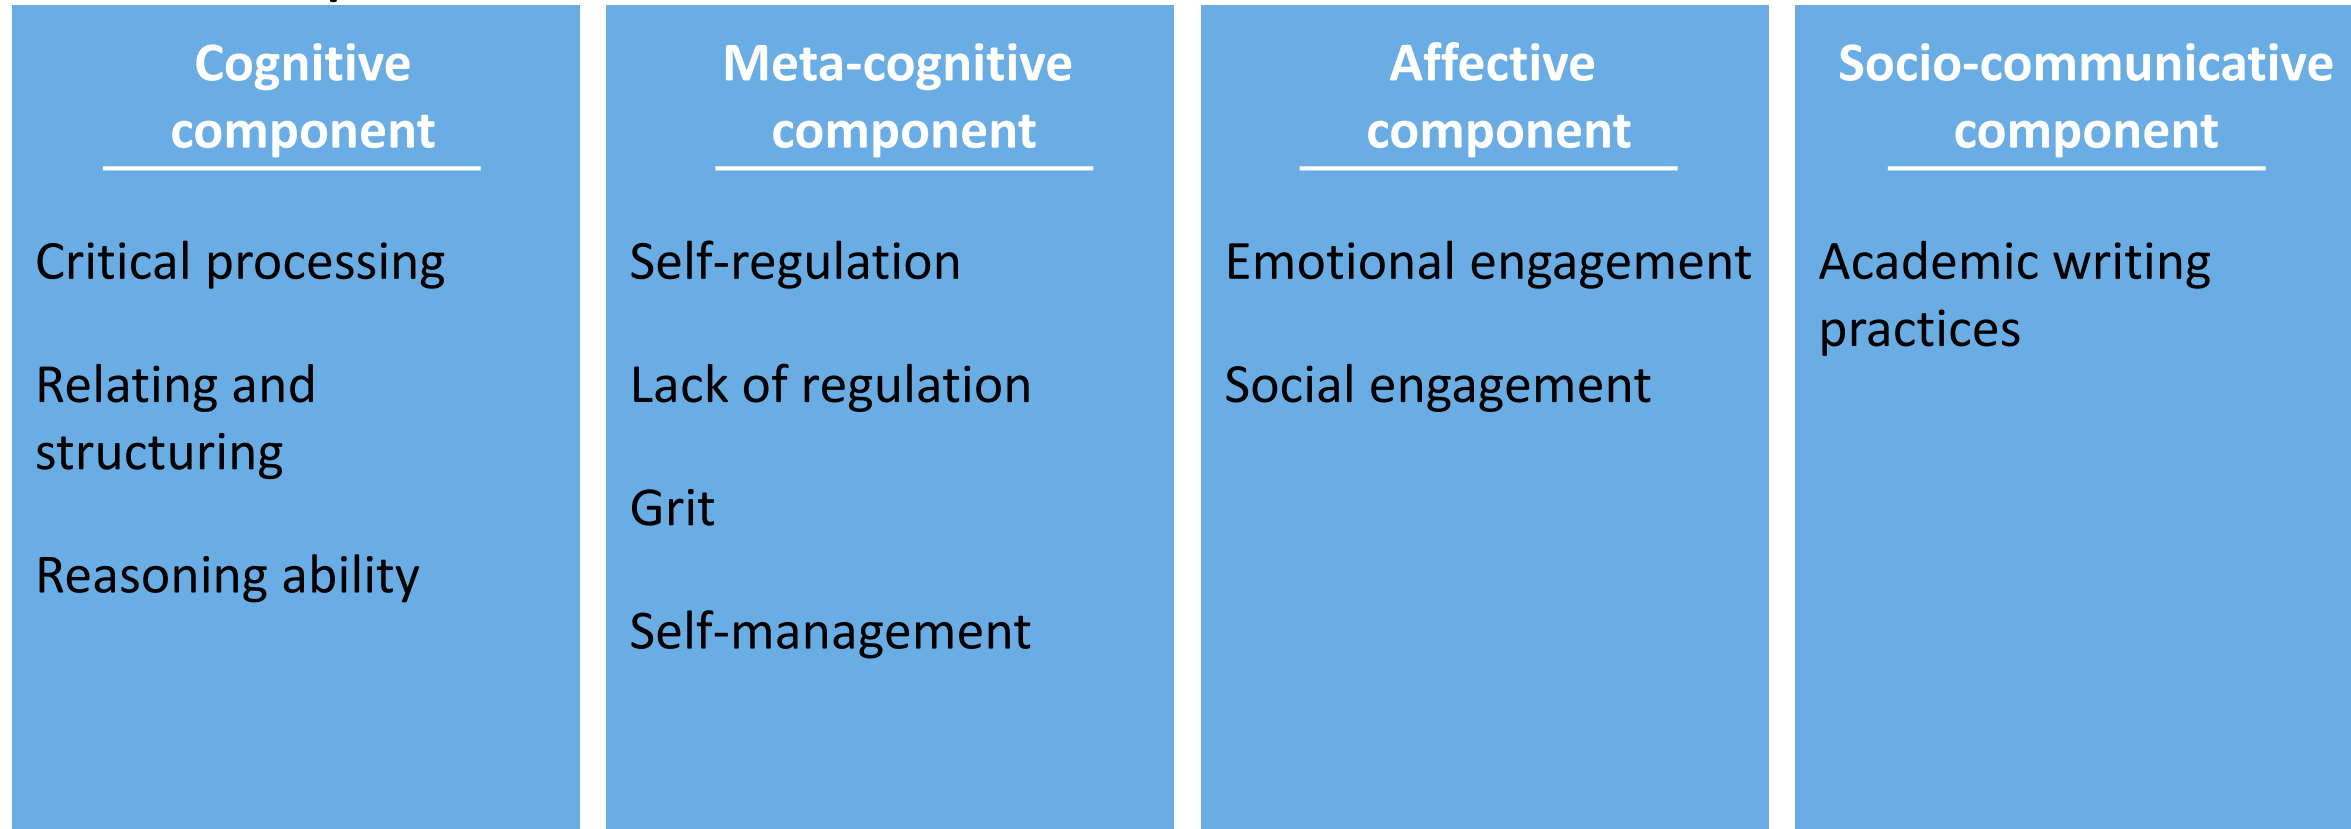 Cognitive
component
Critical processing
Relating and
structuring
Reasoning ability
Meta-cognitive
component
Self-regulation
Lack of regulation
Grit
Self-management
Affective
component
Emotional engagement
Social engagement
Socio-communicative
component
Academic writing
practices